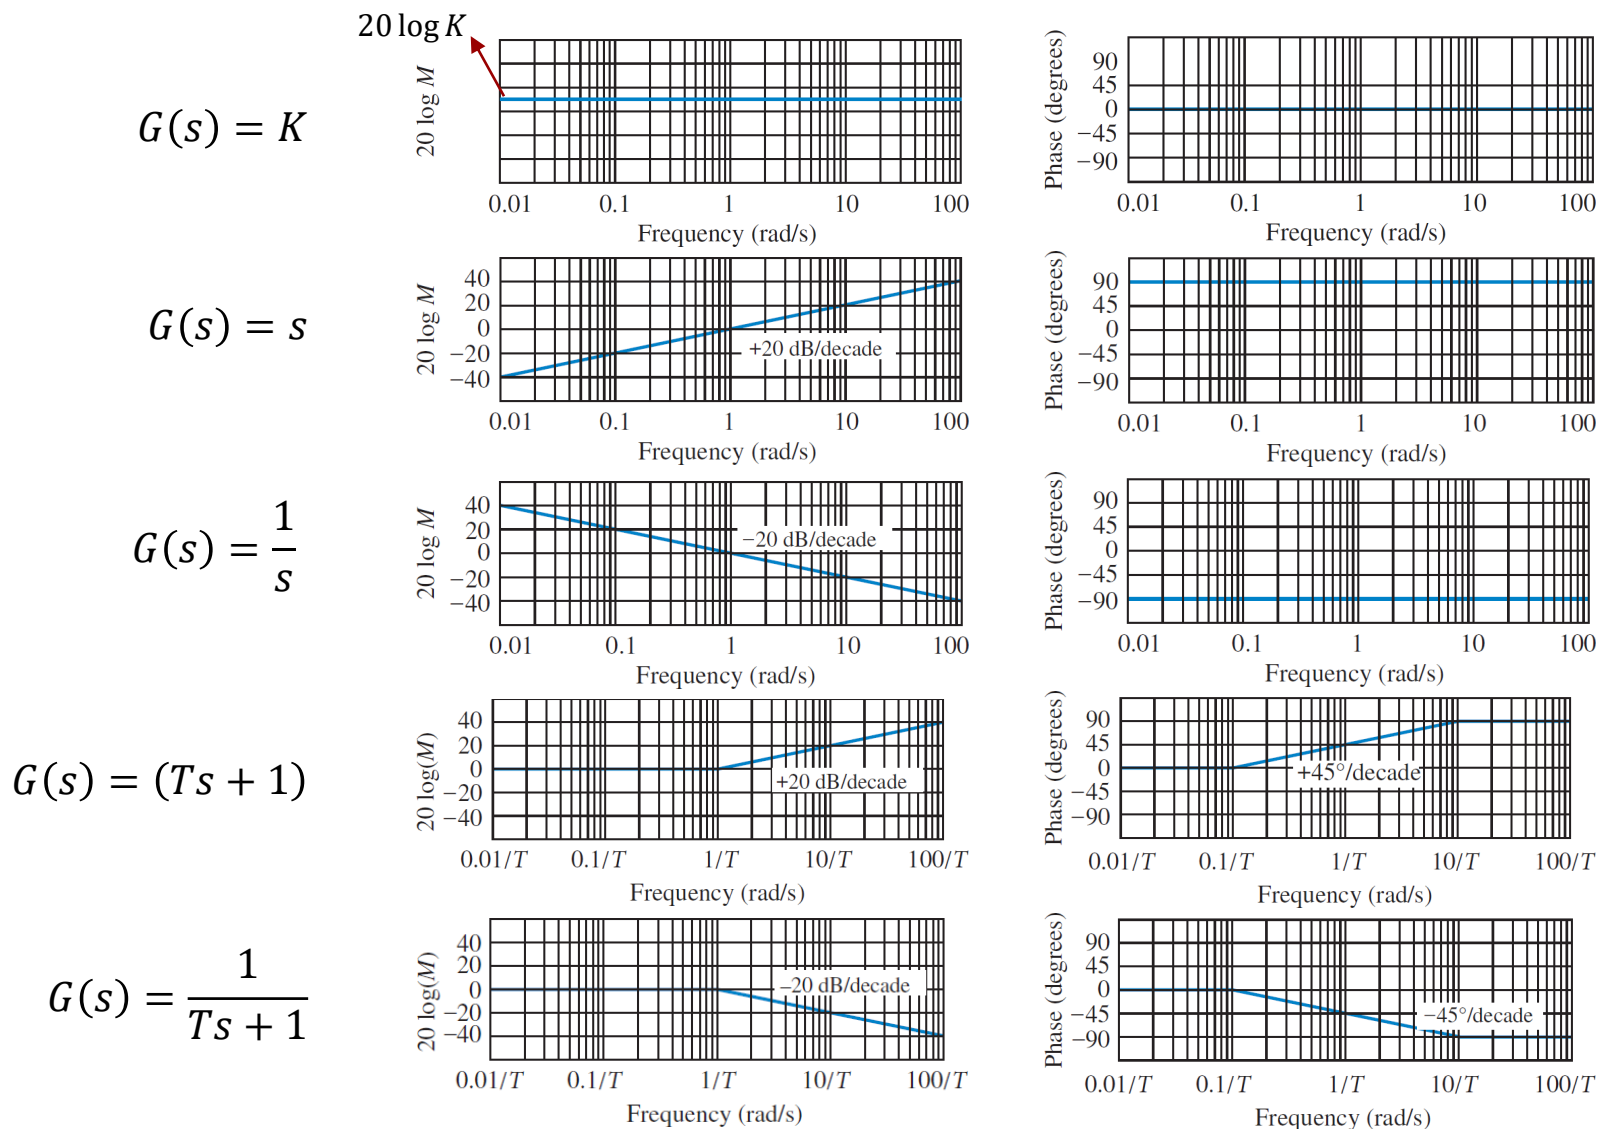 20 log K
G(s) = K
20 log M
0.01 0.1 1 10 100
Frequency (rad/s)
Phase (degrees)
90
45
0
−45
−90
0.01 0.1 1 10 100
Frequency (rad/s)
G(s) = s
20 log M
40
20
0
−20
−40
+20 dB/decade
0.01 0.1 1 10 100
Frequency (rad/s)
Phase (degrees)
90
45
0
−45
−90
0.01 0.1 1 10 100
Frequency (rad/s)
G(s) = 1/s
20 log M
40
20
0
−20
−40
−20 dB/decade
0.01 0.1 1 10 100
Frequency (rad/s)
Phase (degrees)
90
45
0
−45
−90
0.01 0.1 1 10 100
Frequency (rad/s)
G(s) = (Ts + 1)
20 log(M)
40
20
0
−20
−40
+20 dB/decade
0.01/T 0.1/T 1/T 10/T 100/T
Frequency (rad/s)
Phase (degrees)
90
45
0
−45
−90
+45°/decade
0.01/T 0.1/T 1/T 10/T 100/T
Frequency (rad/s)
G(s) = 1/(Ts + 1)
20 log(M)
40
20
0
−20
−40
−20 dB/decade
0.01/T 0.1/T 1/T 10/T 100/T
Frequency (rad/s)
Phase (degrees)
90
45
0
−45
−90
−45°/decade
0.01/T 0.1/T 1/T 10/T 100/T
Frequency (rad/s)